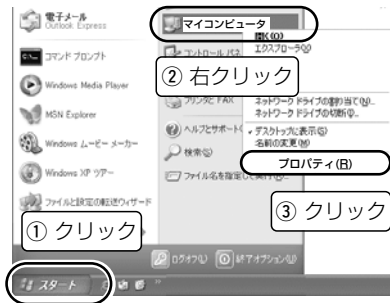 電子メール
Outlook Express
コマンド プロンプト
Windows Media Player
MSN Explorer
Windows ムービー メーカー
Windows XP ツアー
ファイルと設定の転送ウィザード
① クリック
スタート
マイコンピュータ
② 右クリック
開く(O)
エクスプローラ(X)
コントロール パネ
プリンタと FAX
ネットワーク ドライブの割り当て(N)...
ネットワーク ドライブの切断(D)...
ヘルプとサポート(
✓ デスクトップに表示(S)
名前の変更(M)
検索(S)
プロパティ(R)
ファイル名を指定して実行(R)...
③ クリック
ログオフ(L)
終了オプション(U)